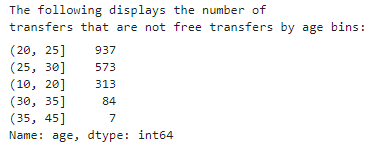 The following displays the number of
transfers that are not free transfers by age bins:
(20, 25]    937
(25, 30]    573
(10, 20]    313
(30, 35]     84
(35, 45]      7
Name: age, dtype: int64